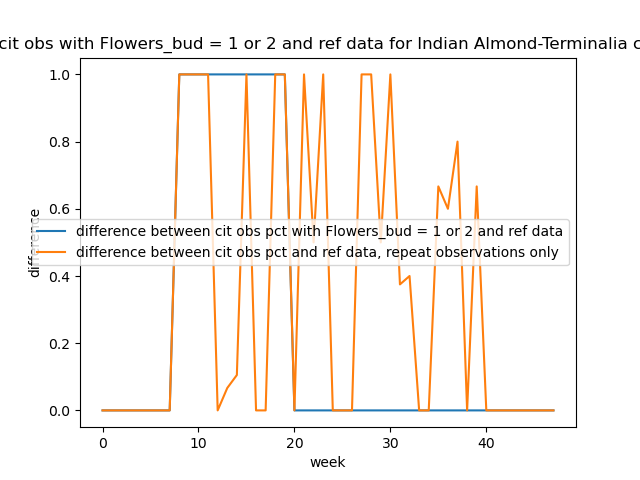 cit obs with Flowers_bud = 1 or 2 and ref data for Indian Almond-Terminalia c
1.0
0.8
0.6
0.4
0.2
0.0
difference
difference between cit obs pct with Flowers_bud = 1 or 2 and ref data
difference between cit obs pct and ref data, repeat observations only
0 10 20 30 40
week